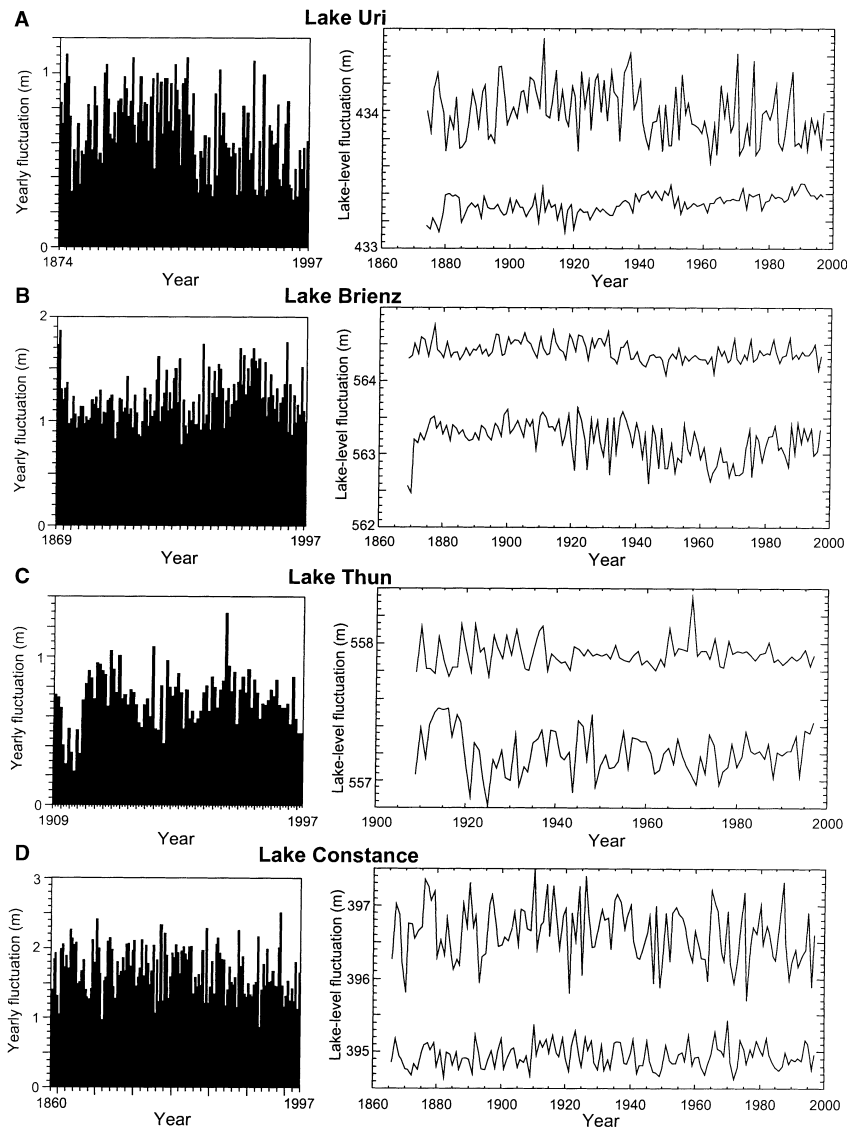 A
Lake Uri
Yearly fluctuation (m)
1
0
1874
1997
Year
Lake-level fluctuation (m)
434
433
1860
1880
1900
1920
1940
1960
1980
2000
Year
B
Lake Brienz
Yearly fluctuation (m)
2
1
0
1869
1997
Year
Lake-level fluctuation (m)
564
563
562
1860
1880
1900
1920
1940
1960
1980
2000
Year
C
Lake Thun
Yearly fluctuation (m)
1
0
1909
1997
Year
Lake-level fluctuation (m)
558
557
1900
1920
1940
1960
1980
2000
Year
D
Lake Constance
Yearly fluctuation (m)
3
2
1
0
1860
1997
Year
Lake-level fluctuation (m)
397
396
395
1860
1880
1900
1920
1940
1960
1980
2000
Year